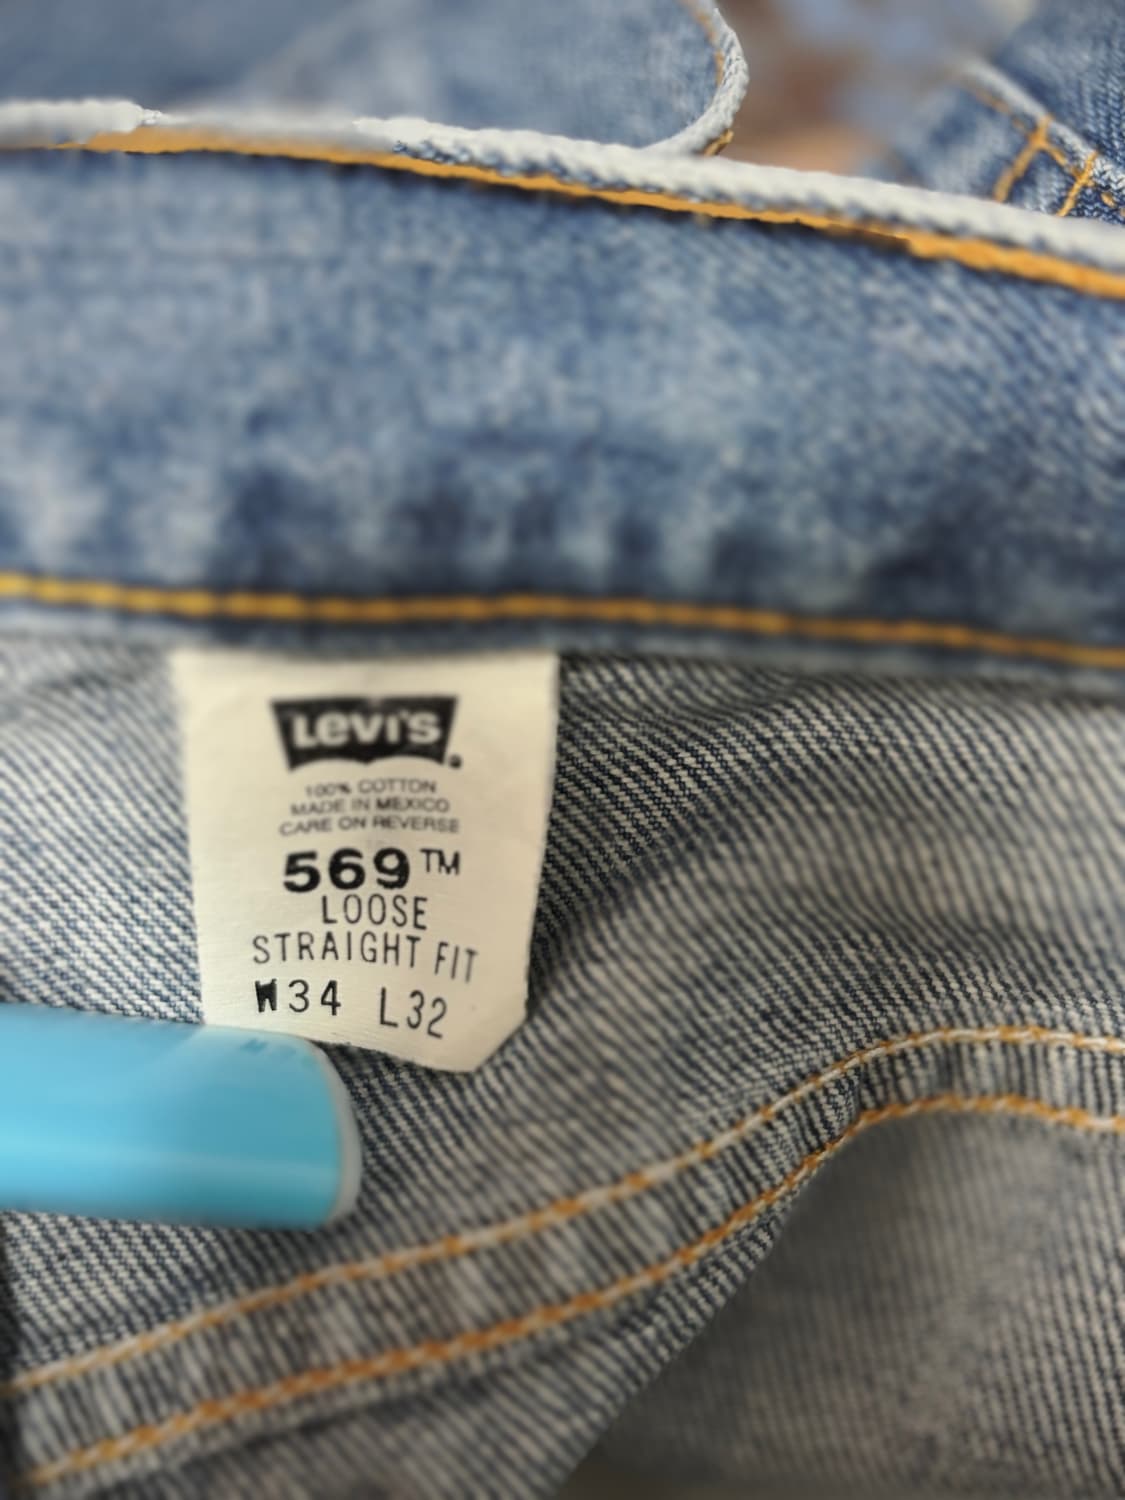 LEVI'S
100% COTTON
MADE IN MEXICO
CARE ON REVERSE
569™
LOOSE
STRAIGHT FIT
W34 L32